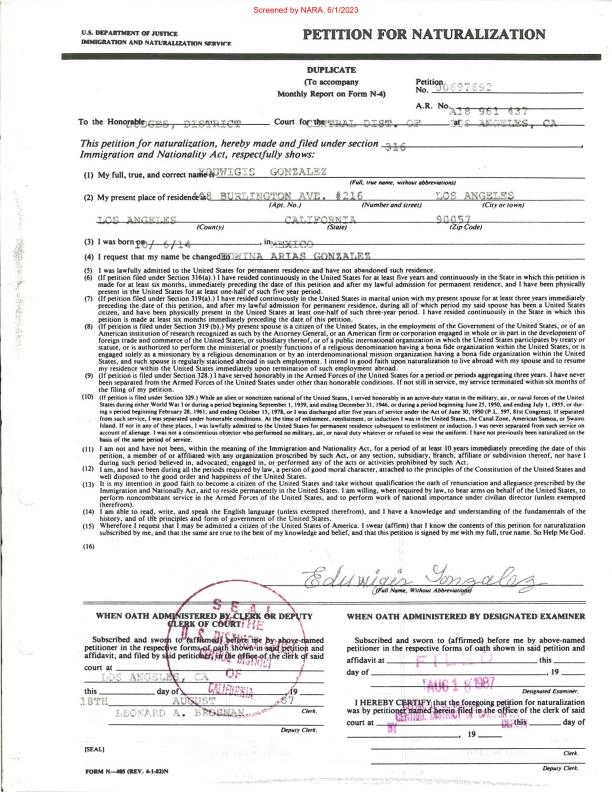 Screened by NARA, 6/1/2023
U.S. DEPARTMENT OF JUSTICE
IMMIGRATION AND NATURALIZATION SERVICE
PETITION FOR NATURALIZATION
DUPLICATE
(To accompany
Monthly Report on Form N-4)
Petition
No. 00697692
A.R. No. A18 961 437
To the Honorable JUDGES, DISTRICT Court for the CENTRAL DIST. OF at LOS ANGELES, CA
This petition for naturalization, hereby made and filed under section 316,
Immigration and Nationality Act, respectfully shows:
(1) My full, true, and correct name is EDUWIGIS GONZALEZ
(Full, true name, without abbreviations)
(2) My present place of residence is 408 BURLINGTON AVE. #216 LOS ANGELES
(Apt. No.) (Number and street) (City or town)
LOS ANGELES CALIFORNIA 90057
(County) (State) (Zip Code)
(3) I was born on 10/ 6/14, in MEXICO
(4) I request that my name be changed to EDWINA ARIAS GONZALEZ
(5) I was lawfully admitted to the United States for permanent residence and have not abandoned such residence.
(6) (If petition filed under Section 316(a).) I have resided continuously in the United States for at least five years and continously in the State in which this petition is
made for at least six months, immediately preceding the date of this petition and after my lawful admission for permanent residence, and I have been physically
present in the United States for at least one-half of such five year period.
(7) (If petition filed under Section 319(a).) I have resided continuously in the United States in marital union with my present spouse for at least three years immediately
preceding the date of this petition, and after my lawful admission for permanent residence, during all of which period my said spouse has been a United States
citizen, and have been physically present in the United States at least one-half of such three-year period. I have resided continuously in the State in which this
petition is made at least six months immediately preceding the date of this petition.
(8) (If petition filed under Section 319 (b).) My present spouse is a citizen of the United States, in the employment of the Government of the United States, or of an
American institution of research recognized as such by the Attorney General, or an American firm or corporation engaged in whole or in part in the development of
foreign trade and commerce of the United States, or subsidiary thereof, or of a public international organization in which the United States participates by treaty or
statute, or is authorized to perform the ministerial or priestly functions of a religious denomination having a bona fide organization within the United States, or is
engaged solely as a missionary by a religious denomination or by an interdenominational mission organization having a bona fide organization within the United
States, and such spouse is regularly stationed abroad in such employment. I intend in good faith upon naturalization to live abroad with my spouse and to resume
my residence within the United States immediately upon termination of such employment abroad.
(9) (If petition filed under Section 328.) I have served honorably in the Armed Forces of the United States for a period or periods aggregating three years. I have never
been separated from the Armed Forces of the United States under other than honorable conditions. If not still in service, my service terminated within six months of
the filing of my petition.
(10) (If petition filed under Section 329.) While an alien or noncitizen national of the United States, I served honorably in an active-duty status in the military, air, or naval forces of the United
States during either World War I or during a period beginning September 1, 1939, and ending December 31, 1946, or during a period beginning June 25, 1950, and ending July 1, 1955, or dur-
ing a period beginning February 28, 1961, and ending October 15, 1978, or I was discharged after five years of service under the Act of June 30, 1950 (P.L. 597, 81st Congress). If separated
from such service, I was separated under honorable conditions. At the time of enlistment, reenlistment, or induction I was in the United States, the Canal Zone, American Samoa, or Swains
Island. If not in any of these places, I was lawfully admitted to the United States for permanent residence subsequent to enlistment or induction. I was never separated from such service on
account of alienage. I was not a conscientious objector who performed no military, air, or naval duty whatever or refused to wear the uniform. I have not previously been naturalized on the
basis of the same period of service.
(11) I am not and have not been, within the meaning of the Immigration and Nationality Act, for a period of at least 10 years immediately preceding the date of this
petition, a member of or affiliated with any organization proscribed by such Act, or any section, subsidiary, branch, affiliate or subdivision thereof, nor have I
during such period believed in, advocated, engaged in, or performed any of the acts or activities prohibited by such Act.
(12) I am, and have been during all the periods required by law, a person of good moral character, attached to the principles of the Constitution of the United States and
well disposed to the good order and happiness of the United States.
(13) It is my intention in good faith to become a citizen of the United States and take without qualification the oath of renunciation and allegiance prescribed by the
Immigration and Nationality Act, and to reside permanently in the United States. I am willing, when required by law, to bear arms on behalf of the United States, to
perform noncombatant service in the Armed Forces of the United States, and to perform work of national importance under civilian direction (unless exempted
therefrom).
(14) I am able to read, write, and speak the English language (unless exempted therefrom), and I have a knowledge and understanding of the fundamentals of the
history, and of the principles and form of government of the United States.
(15) Wherefore I request that I may be admitted a citizen of the United States of America. I swear (affirm) that I know the contents of this petition for naturalization
subscribed by me, and that the same are true to the best of my knowledge and belief, and that this petition is signed by me with my full, true name. So Help Me God.
(16)
Eduwigis Gonzalez
(Full Name, Without Abbreviations)
WHEN OATH ADMINISTERED BY CLERK OR DEPUTY
CLERK OF COURT
Subscribed and sworn to (affirmed) before me by above-named
petitioner in the respective forms of oath shown in said petition and
affidavit, and filed by said petitioner, in the office of the clerk of said
court at
LOS ANGELES, CA
this day of , 19
18TH AUGUST 87
LEONARD A. BROSNAN Clerk.
Deputy Clerk.
[SEAL]
SEAL
OF THE
U. S. DISTRICT
DISTRICT
OF
CALIFORNIA
WHEN OATH ADMINISTERED BY DESIGNATED EXAMINER
Subscribed and sworn to (affirmed) before me by above-named
petitioner in the respective forms of oath shown in said petition and
affidavit at this
FILED
day of , 19
AUG 18 1987
Designated Examiner.
I HEREBY CERTIFY that the foregoing petition for naturalization
was by petitioner named herein filed in the office of the clerk of said
court at this day of
CENTRAL DISTRICT OF CALIFORNIA
BY DEPUTY
, 19
Clerk.
Deputy Clerk.
FORM N—405 (REV. 6-1-82)N